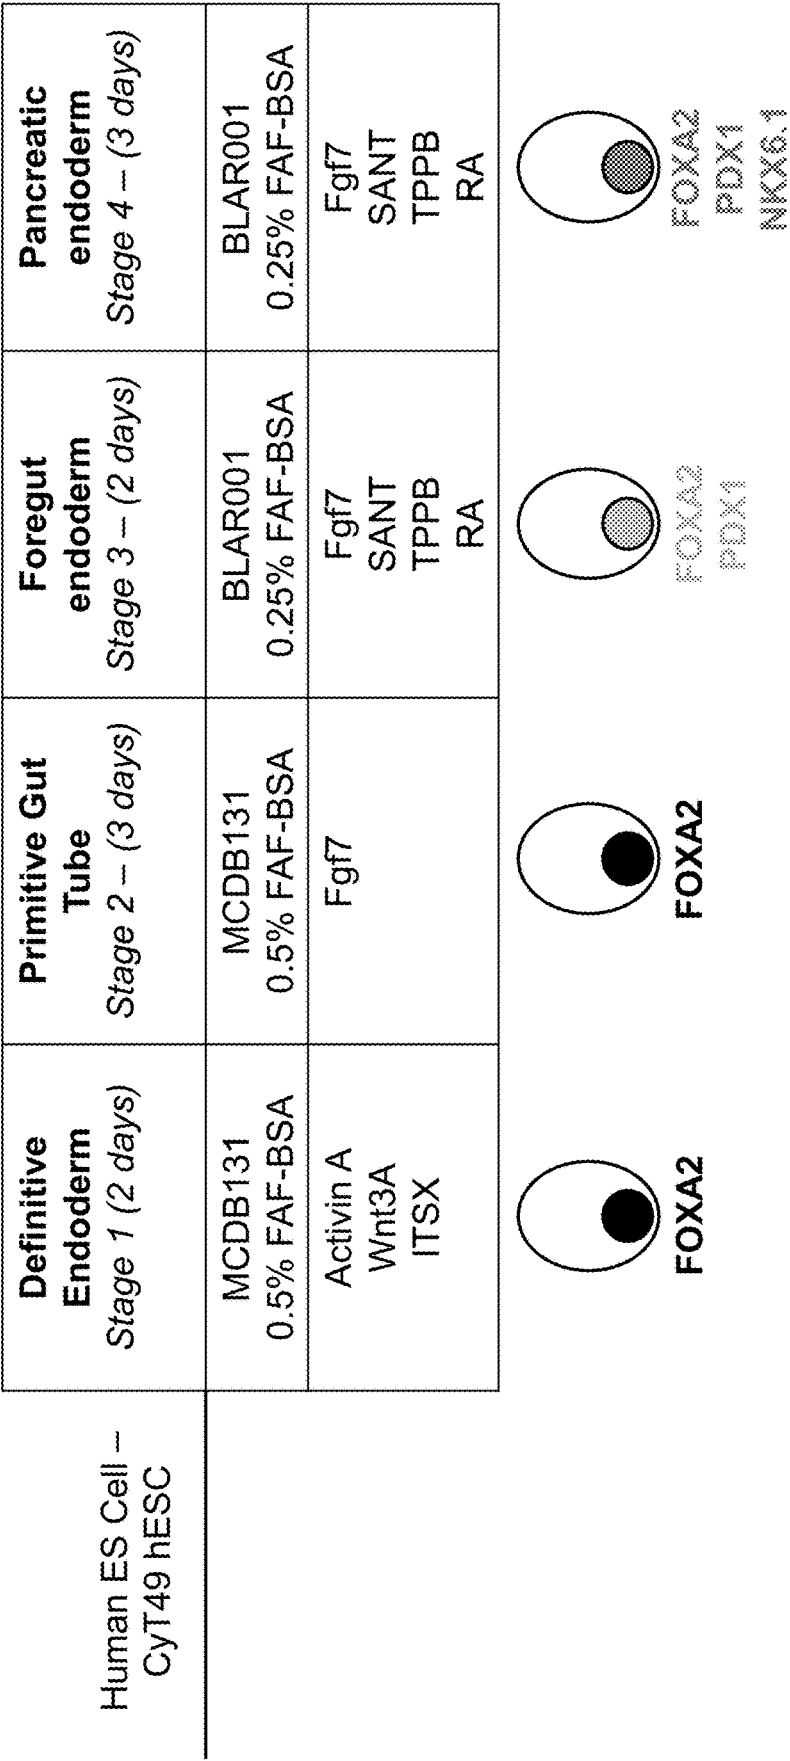 Human ES Cell –
CyT49 hESC
Definitive
Endoderm
Stage 1 (2 days)
MCDB131
0.5% FAF-BSA
Activin A
Wnt3A
ITSX
FOXA2
Primitive Gut
Tube
Stage 2 – (3 days)
MCDB131
0.5% FAF-BSA
Fgf7
FOXA2
Foregut
endoderm
Stage 3 – (2 days)
BLAR001
0.25% FAF-BSA
Fgf7
SANT
TPPB
RA
FOXA2
PDX1
Pancreatic
endoderm
Stage 4 – (3 days)
BLAR001
0.25% FAF-BSA
Fgf7
SANT
TPPB
RA
FOXA2
PDX1
NKX6.1